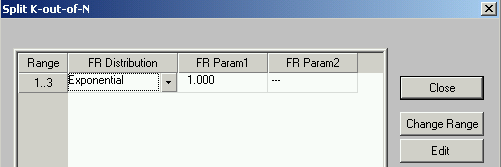 Split K-out-of-N
Range FR Distribution FR Param1 FR Param2
1..3 Exponential 1.000 ---
Close
Change Range
Edit